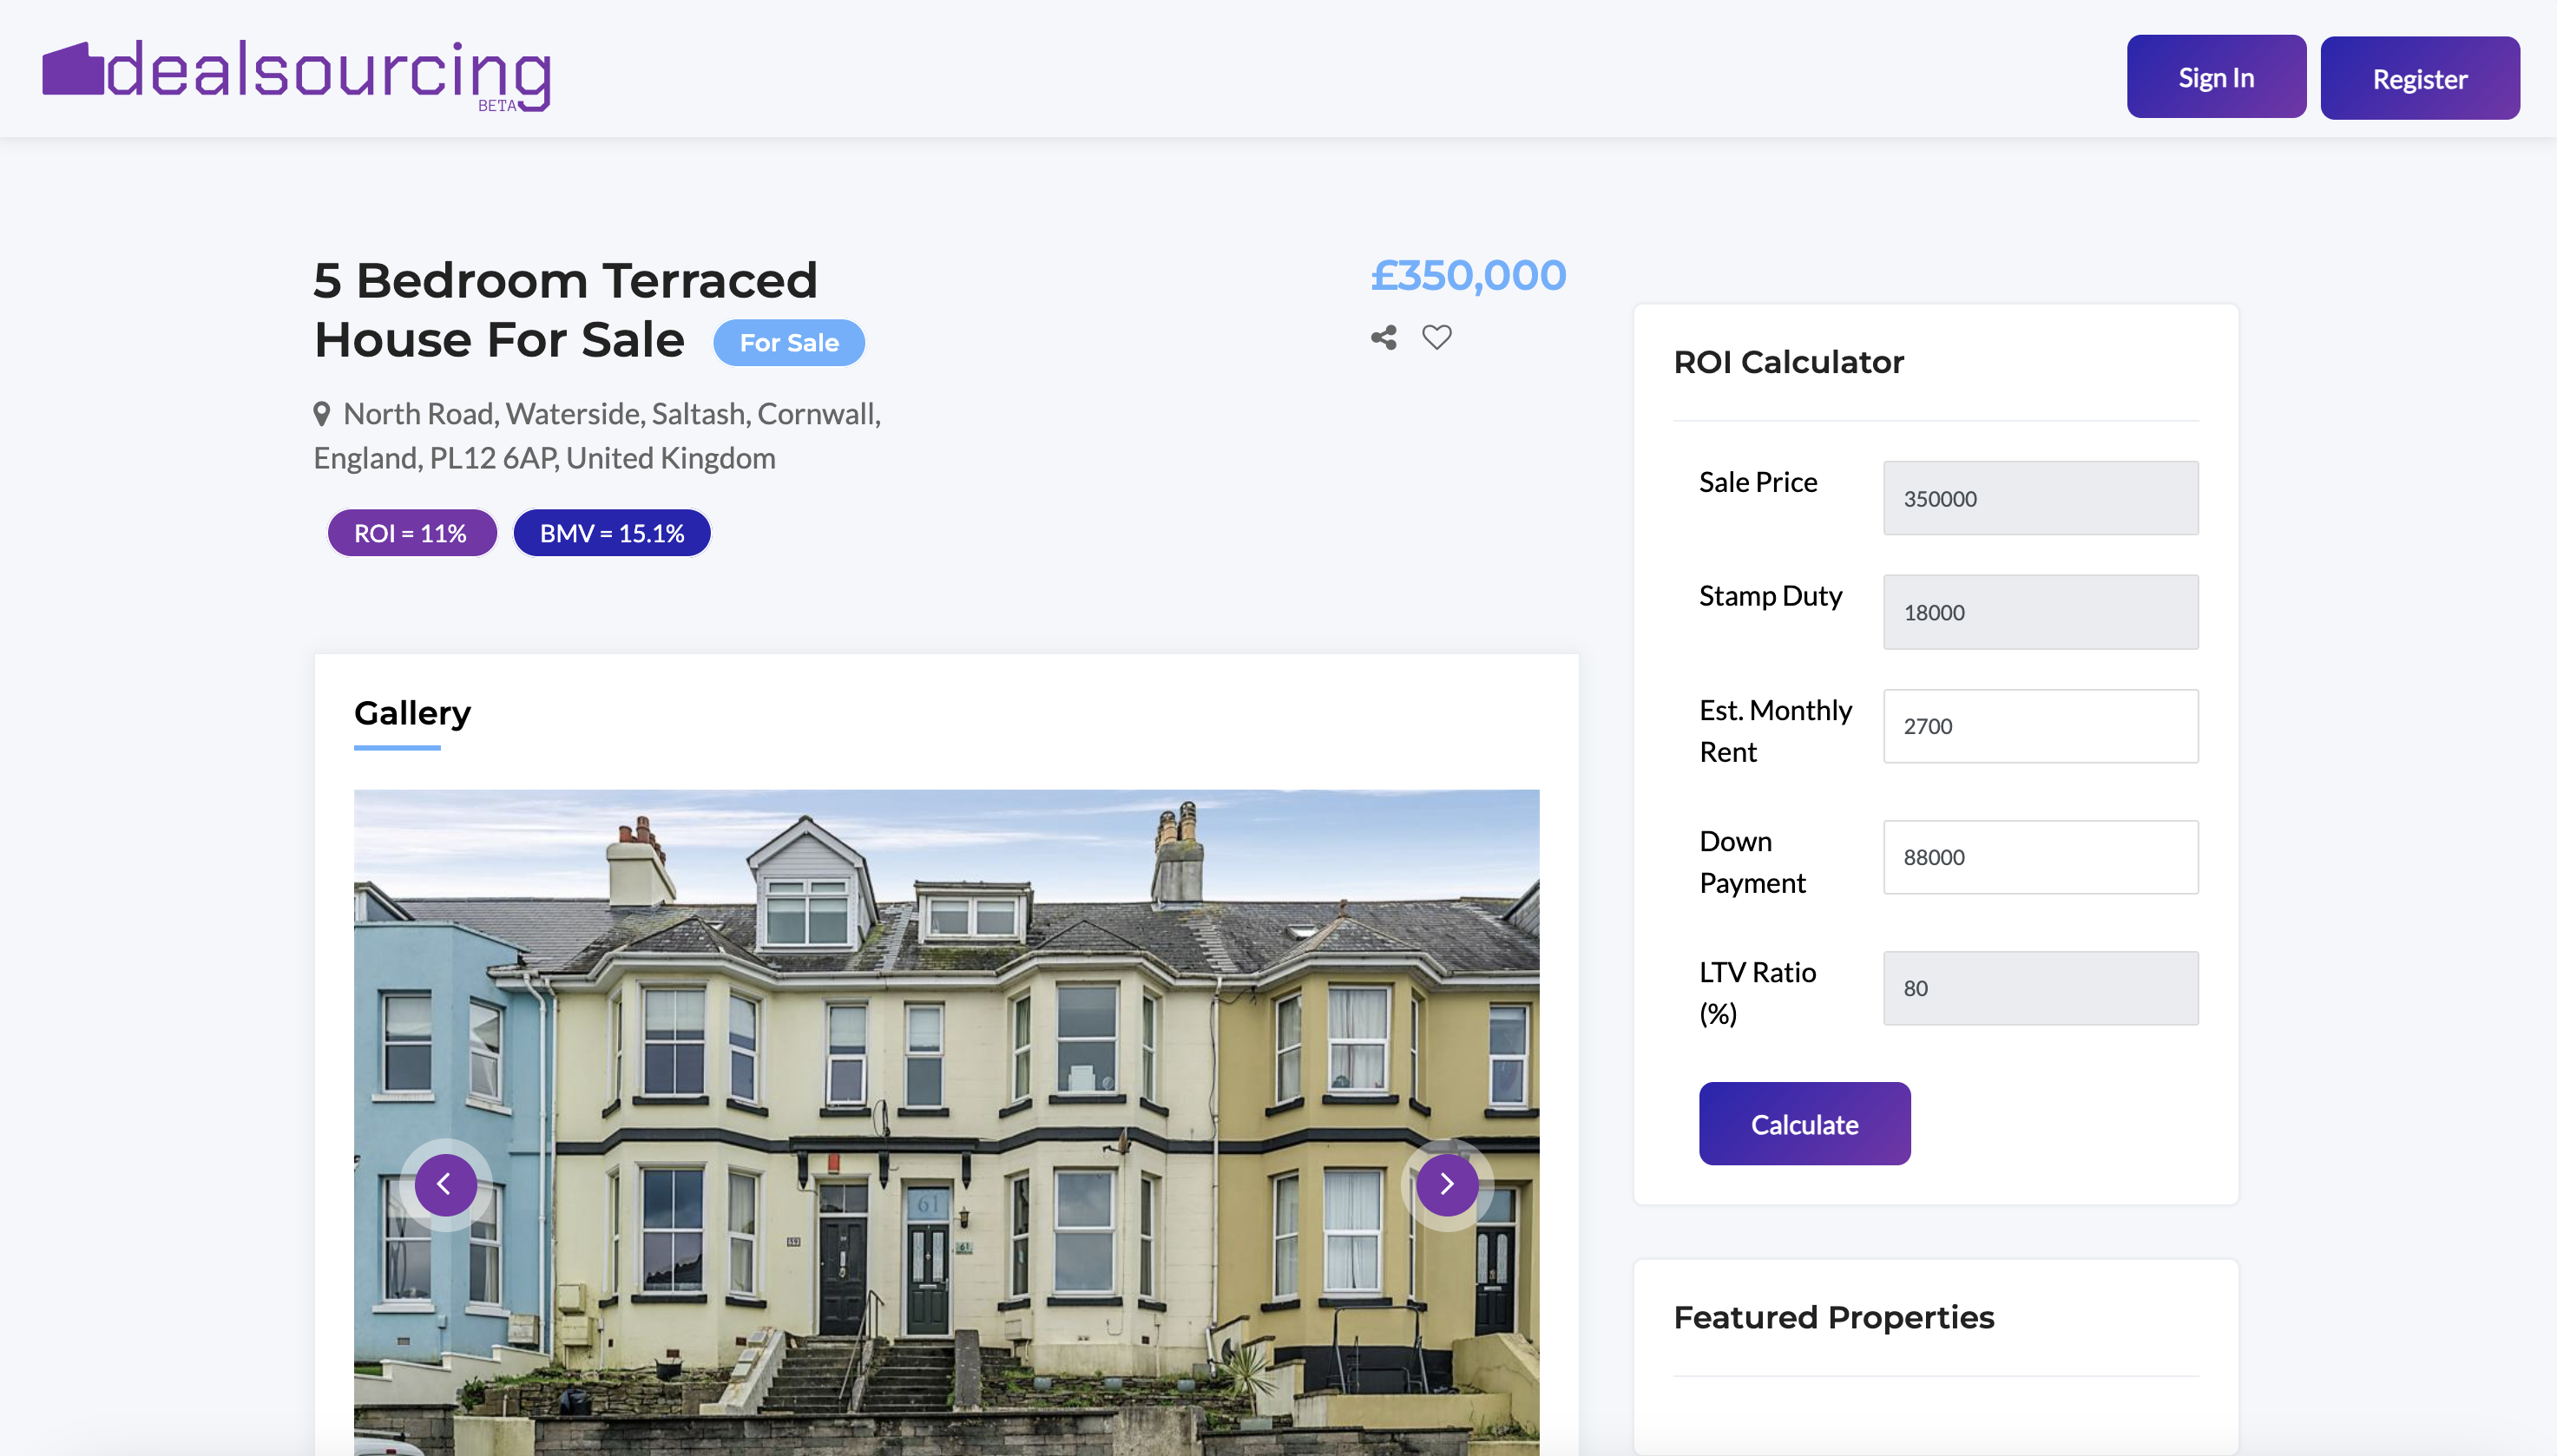 dealsourcing
BETA
Sign In
Register
5 Bedroom Terraced
House For Sale
For Sale
£350,000
North Road, Waterside, Saltash, Cornwall,
England, PL12 6AP, United Kingdom
ROI = 11%
BMV = 15.1%
Gallery
59
61
61
ROI Calculator
Sale Price
350000
Stamp Duty
18000
Est. Monthly
Rent
2700
Down
Payment
88000
LTV Ratio
(%)
80
Calculate
Featured Properties